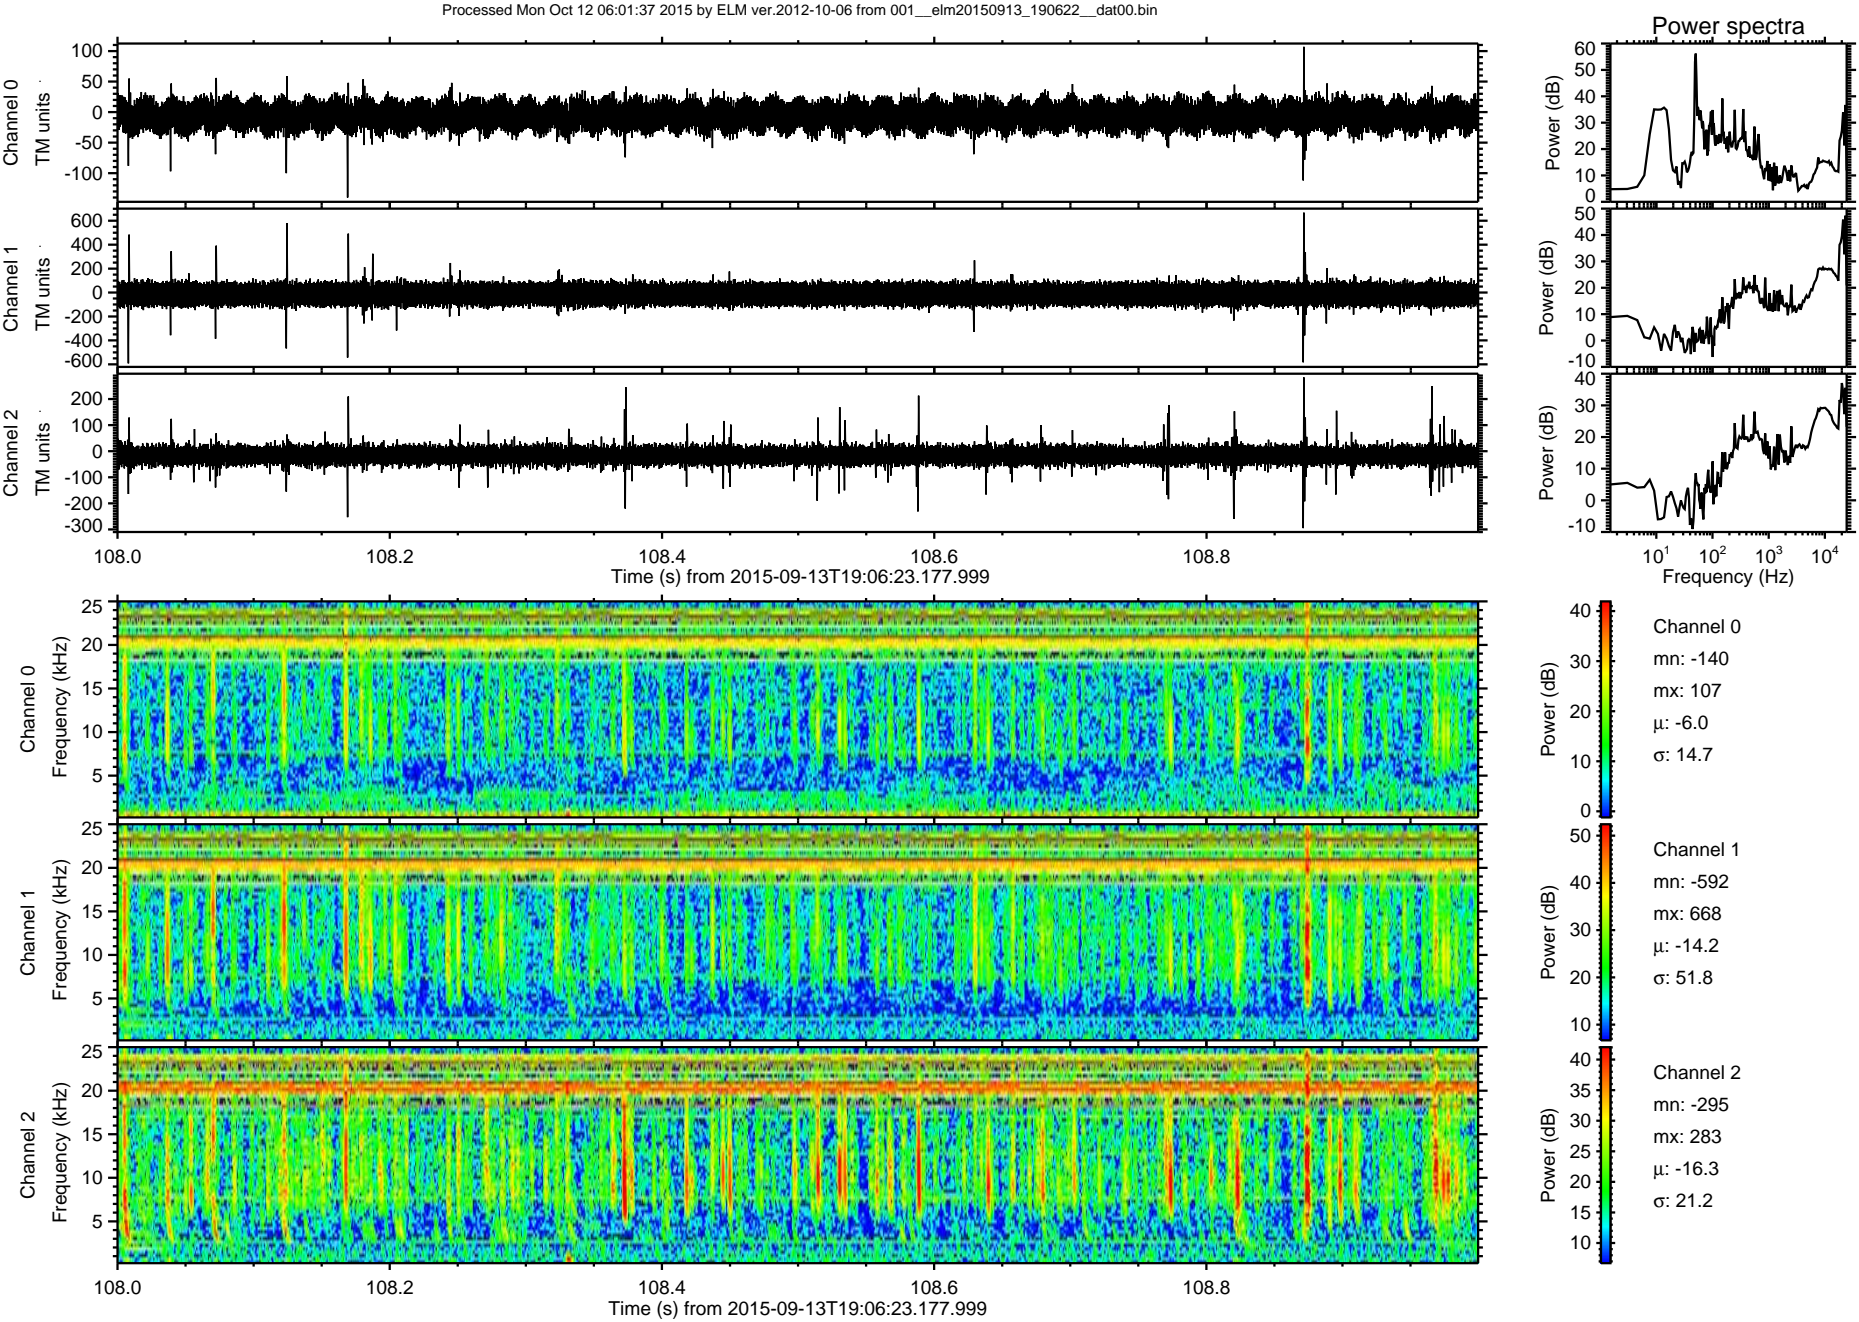 Processed Mon Oct 12 06:01:37 2015 by ELM ver.2012-10-06 from 001__elm20150913_190622__dat00.bin
Power spectra
Channel 0
TM units
100
50
0
-50
-100
Power (dB)
60
50
40
30
20
10
0
Channel 1
TM units
600
400
200
0
-200
-400
-600
Power (dB)
50
40
30
20
10
0
-10
Channel 2
TM units
200
100
0
-100
-200
-300
Power (dB)
40
30
20
10
0
-10
108.0 108.2 108.4 108.6 108.8
Time (s) from 2015-09-13T19:06:23.177.999
10^1 10^2 10^3 10^4
Frequency (Hz)
Channel 0
Frequency (kHz)
25
20
15
10
5
Power (dB)
40
30
20
10
0
Channel 0
mn: -140
mx: 107
μ: -6.0
σ: 14.7
Channel 1
Frequency (kHz)
25
20
15
10
5
Power (dB)
50
40
30
20
10
Channel 1
mn: -592
mx: 668
μ: -14.2
σ: 51.8
Channel 2
Frequency (kHz)
25
20
15
10
5
Power (dB)
40
35
30
25
20
15
10
Channel 2
mn: -295
mx: 283
μ: -16.3
σ: 21.2
108.0 108.2 108.4 108.6 108.8
Time (s) from 2015-09-13T19:06:23.177.999